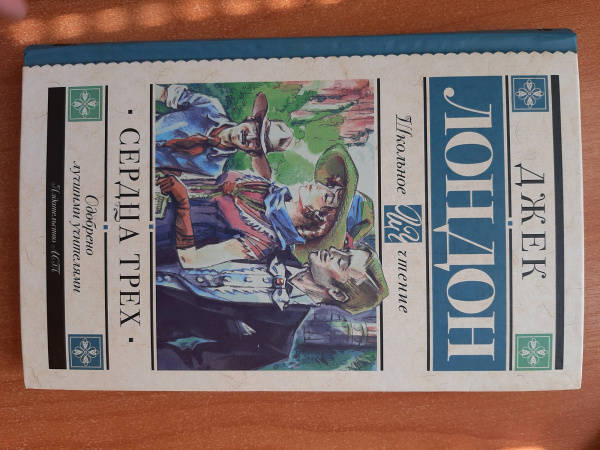 ДЖЕК
ЛОНДОН
Школьное чтение
· СЕРДЦА ТРЕХ ·
Одобрено
лучшими учителями
Издательство АСТ